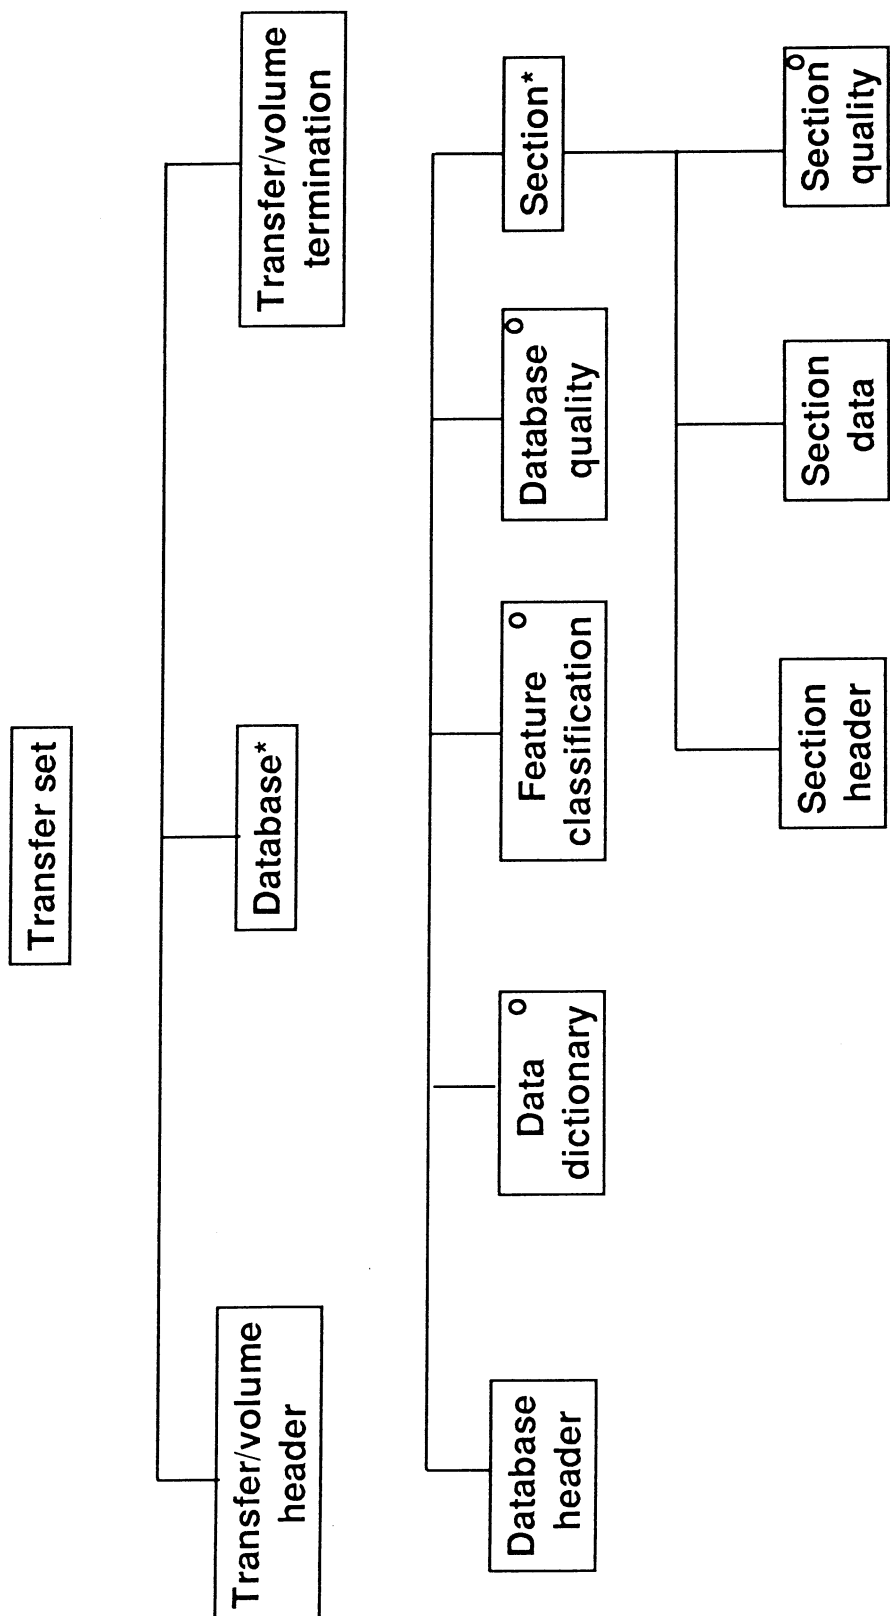 Transfer set
Transfer/volume
header
Database*
Transfer/volume
termination
Database
header
Data
dictionary
o
Feature
classification
o
Database
quality
o
Section*
Section
header
Section
data
Section
quality
o